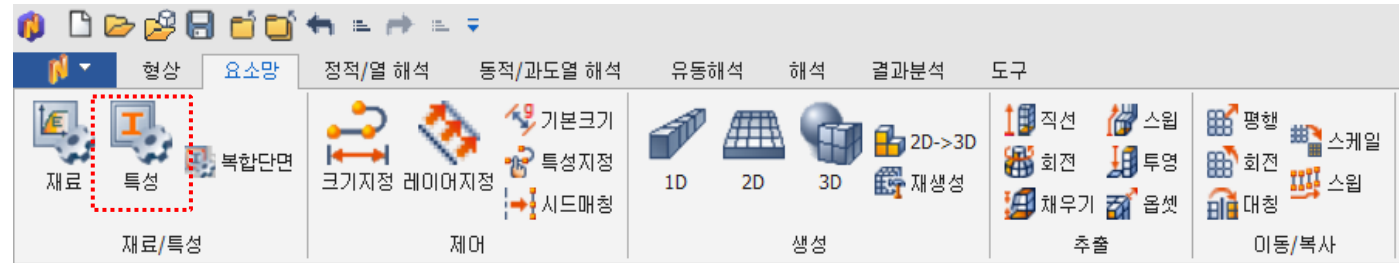 형상 요소망 정적/열 해석 동적/과도열 해석 유동해석 해석 결과분석 도구
재료 특성 복합단면
재료/특성
크기지정 레이어지정 기본크기
특성지정
시드매칭
제어
1D 2D 3D 2D->3D
재생성
생성
직선 스윕
회전 투영
채우기 옵셋
추출
평행 스케일
회전 스윕
대칭
이동/복사